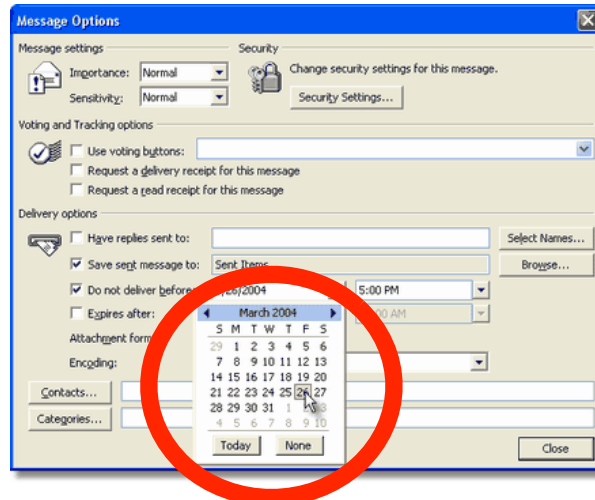 Message Options
Message settings
Security
Importance: Normal
Change security settings for this message.
Sensitivity: Normal
Security Settings...
Voting and Tracking options
Use voting buttons:
Request a delivery receipt for this message
Request a read receipt for this message
Delivery options
Have replies sent to:
Select Names...
Save sent message to: Sent Items
Browse...
Do not deliver before: /26/2004 5:00 PM
Expires after: AM
March 2004
Attachment form
S M T W T F S
29 1 2 3 4 5 6
Encoding:
7 8 9 10 11 12 13
14 15 16 17 18 19 20
Contacts...
21 22 23 24 25 26 27
28 29 30 31 1 3
Categories...
4 5 6 7 8 9 10
Today None
Close